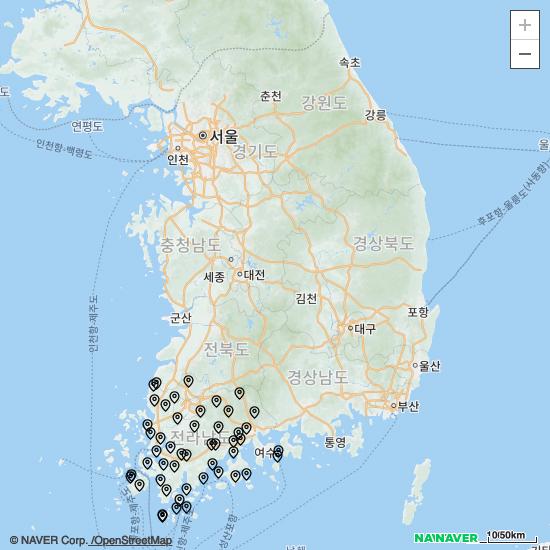 +
−
속초
춘천
강원도
강릉
도
연평도
서울
인천항-백령도
인천
경기도
울
후포항-울릉도(사동항)
충청남도
경상북도
세종
대전
김천
인천항-제주도
군산
포항
대구
전북도
울산
경상남도
부산
전라남도
통영
여수
© NAVER Corp. /OpenStreetMap
NAVER
10/50km